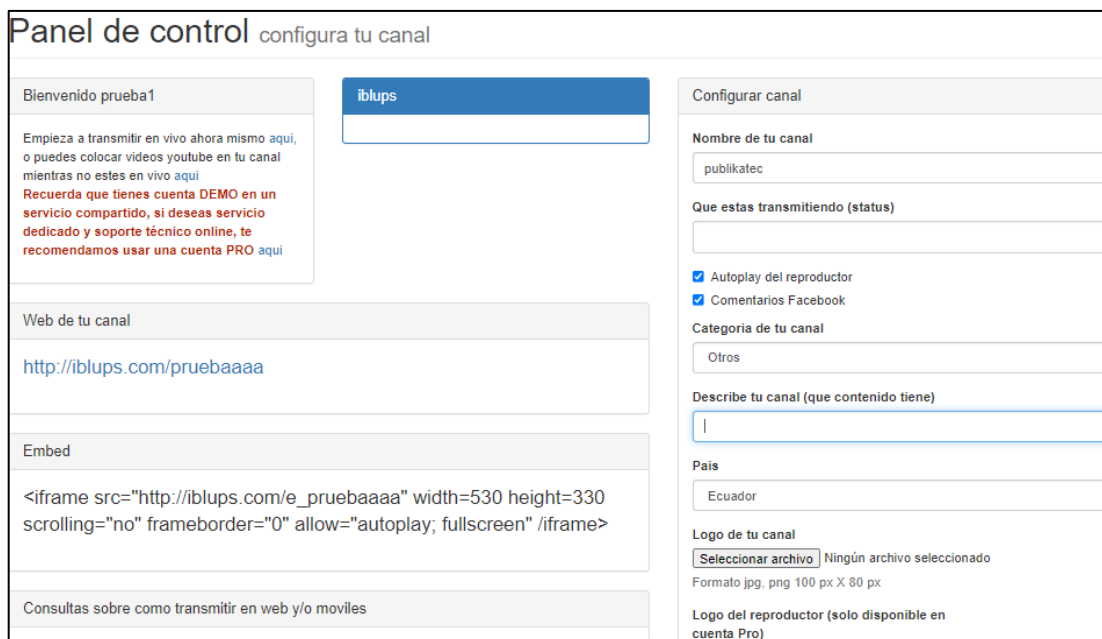 Panel de control configura tu canal
Bienvenido prueba1
Empieza a transmitir en vivo ahora mismo aqui,
o puedes colocar videos youtube en tu canal
mientras no estes en vivo aqui
Recuerda que tienes cuenta DEMO en un
servicio compartido, si deseas servicio
dedicado y soporte técnico online, te
recomendamos usar una cuenta PRO aqui
Web de tu canal
http://iblups.com/pruebaaaa
Embed
<iframe src="http://iblups.com/e_pruebaaaa" width=530 height=330
scrolling="no" frameborder="0" allow="autoplay; fullscreen" /iframe>
Consultas sobre como transmitir en web y/o moviles
iblups
Configurar canal
Nombre de tu canal
publikatec
Que estas transmitiendo (status)
Autoplay del reproductor
Comentarios Facebook
Categoria de tu canal
Otros
Describe tu canal (que contenido tiene)
Pais
Ecuador
Logo de tu canal
Seleccionar archivo Ningún archivo seleccionado
Formato jpg, png 100 px X 80 px
Logo del reproductor (solo disponible en
cuenta Pro)